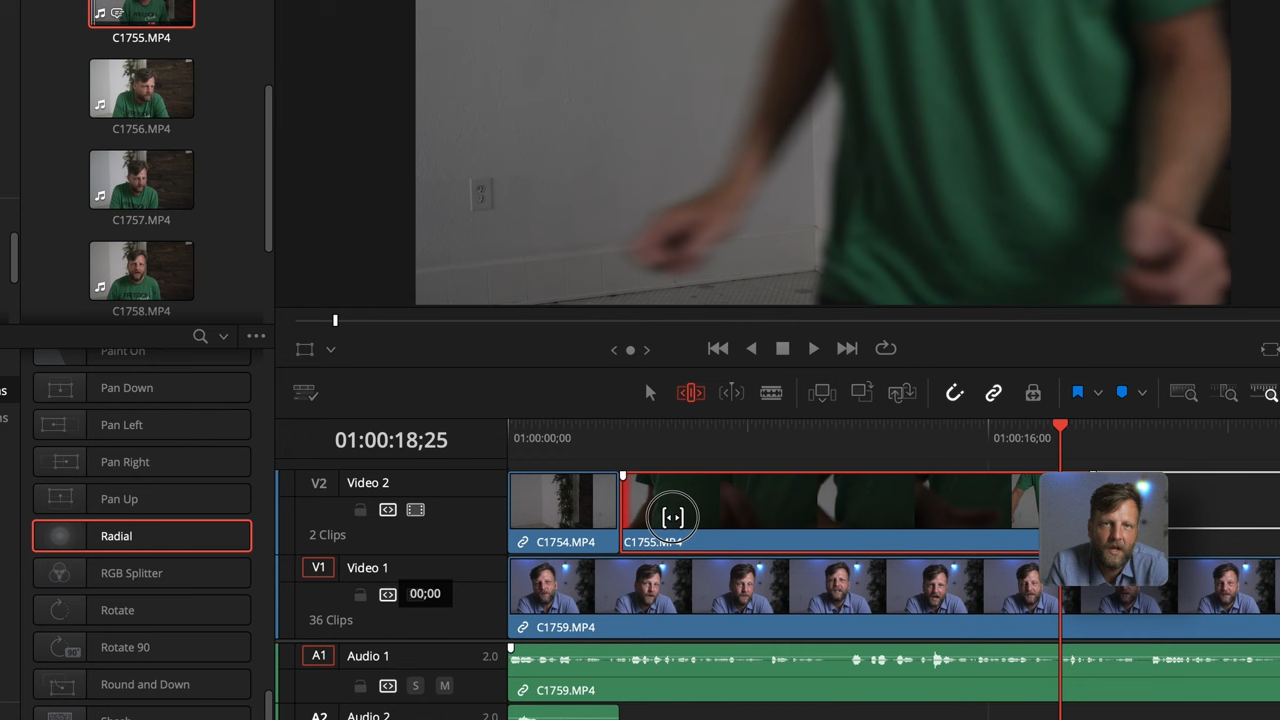 C1755.MP4
C1756.MP4
C1757.MP4
C1758.MP4
Paint On
Pan Down
Pan Left
Pan Right
Pan Up
Radial
RGB Splitter
Rotate
Rotate 90
90°
Round and Down
01:00:18;25
01:00:00;00
01:00:16;00
V2
Video 2
2 Clips
C1754.MP4
C1755.MP4
V1
Video 1
00;00
36 Clips
C1759.MP4
A1
Audio 1
2.0
S
M
C1759.MP4
A2
Audio 2
2.0